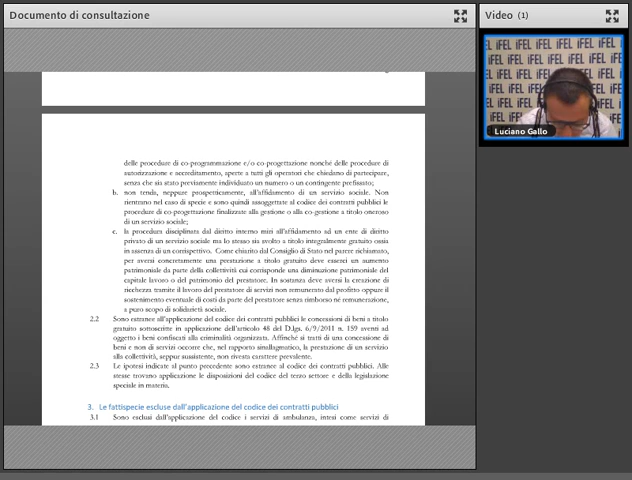 Documento di consultazione
Video (1)
iFEL iFEL iFEL iFEL iFEL
Luciano Gallo
delle procedure di co-programmazione e/o co-progettazione nonché delle procedure di
autorizzazione e accreditamento, aperte a tutti gli operatori che chiedano di partecipare,
senza che sia stato previamente individuato un numero o un contingente prefissato;
b. non tenda, neppure prospetticamente, all'affidamento di un servizio sociale. Non
rientrano nel caso di specie e sono quindi assoggettate al codice dei contratti pubblici le
procedure di co-progettazione finalizzate alla gestione o alla co-gestione a titolo oneroso
di un servizio sociale;
c. la procedura disciplinata dal diritto interno miri all'affidamento ad un ente di diritto
privato di un servizio sociale ma lo stesso sia svolto a titolo integralmente gratuito ossia
in assenza di un corrispettivo. Come chiarito dal Consiglio di Stato nel parere richiamato,
per aversi concretamente una prestazione a titolo gratuito deve esserci un aumento
patrimoniale da parte della collettività cui corrisponde una diminuzione patrimoniale del
capitale lavoro o del patrimonio del prestatore. In sostanza deve aversi la creazione di
ricchezza tramite il lavoro del prestatore di servizi non remunerato dal profitto oppure il
sostenimento eventuale di costi da parte del prestatore senza rimborso né remunerazione,
a puro scopo di solidarietà sociale.
2.2 Sono estranee all'applicazione del codice dei contratti pubblici le concessioni di beni a titolo
gratuito sottoscritte in applicazione dell'articolo 48 del D.lgs. 6/9/2011 n. 159 aventi ad
oggetto i beni confiscati alla criminalità organizzata. Affinché si tratti di una concessione di
beni e non di servizi occorre che, nel rapporto sinallagmatico, la prestazione di un servizio
alla collettività, seppur sussistente, non rivesta carattere prevalente.
2.3 Le ipotesi indicate al punto precedente sono estranee al codice dei contratti pubblici. Alle
stesse trovano applicazione le disposizioni del codice del terzo settore e della legislazione
speciale in materia.
3. Le fattispecie escluse dall'applicazione del codice dei contratti pubblici
3.1 Sono esclusi dall'applicazione del codice i servizi di ambulanza, intesi come servizi di